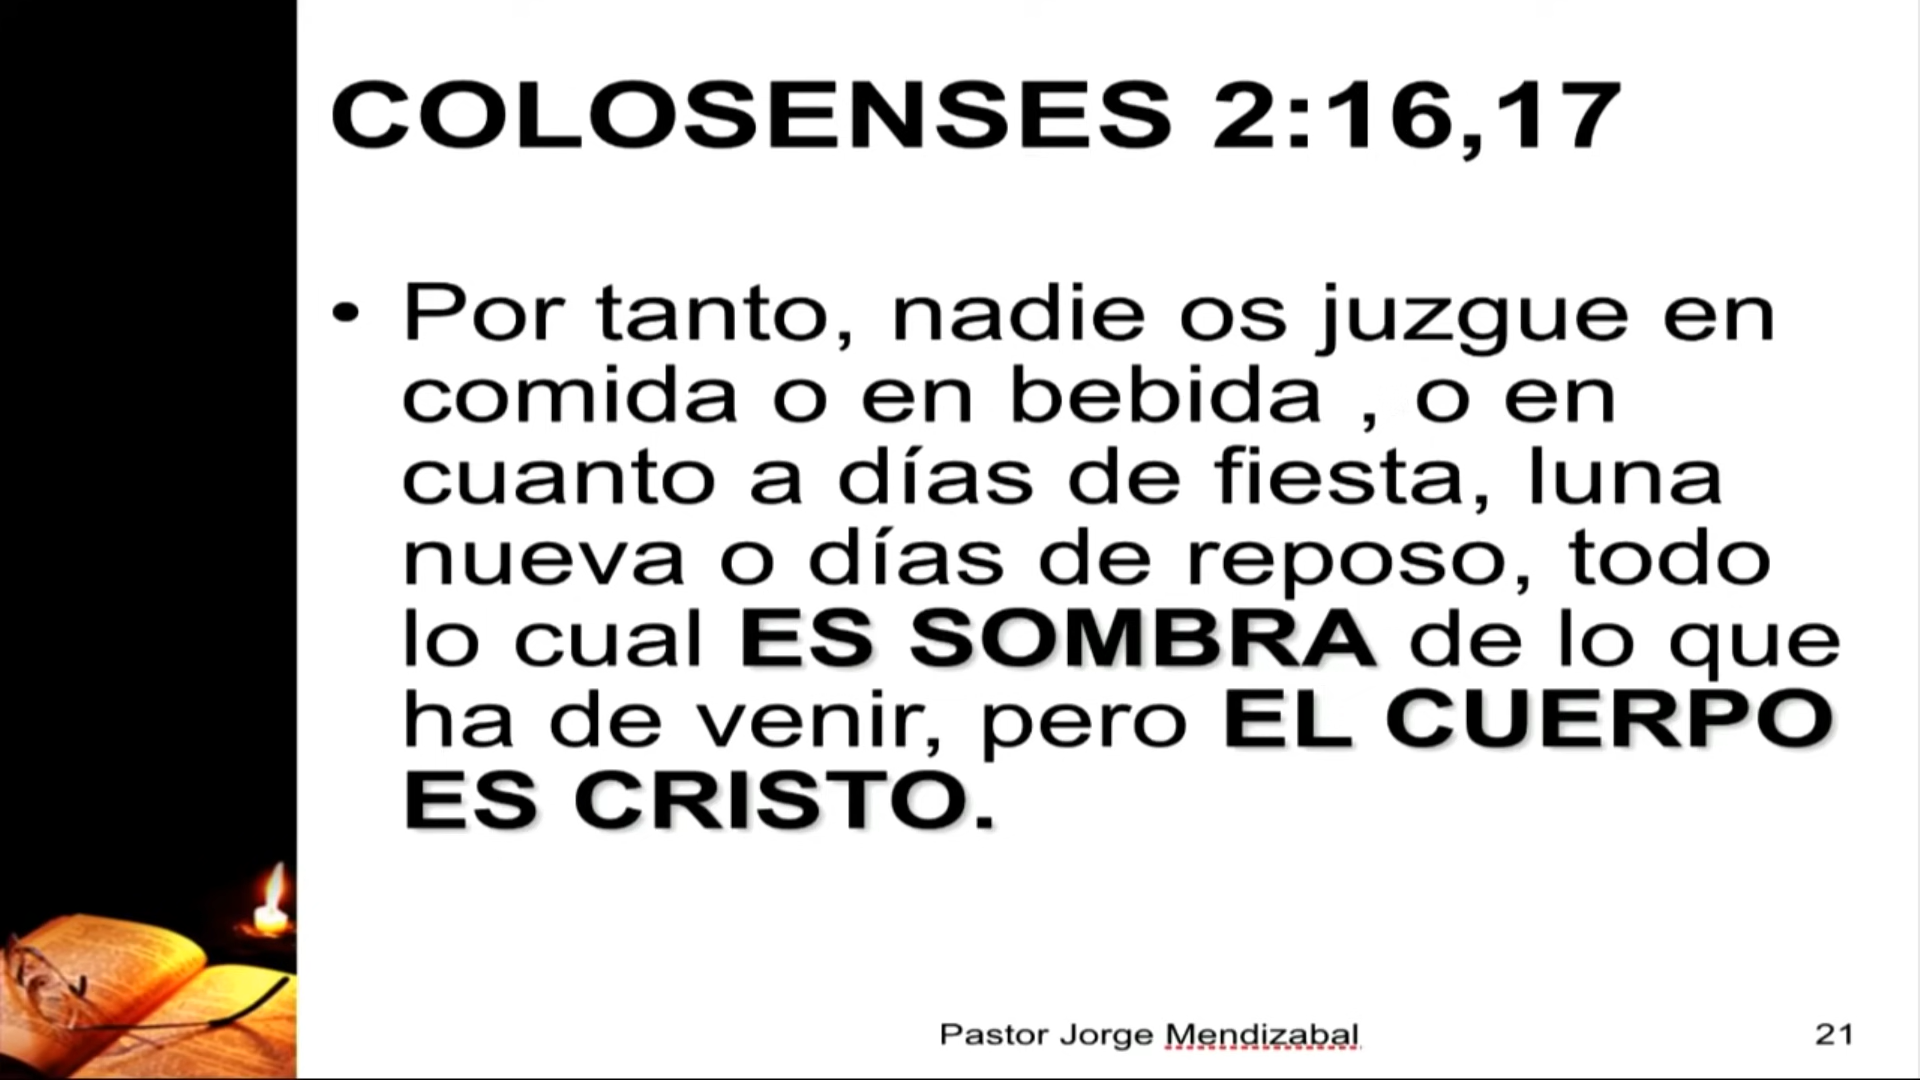 COLOSENSES 2:16,17
• Por tanto, nadie os juzgue en
comida o en bebida , o en
cuanto a días de fiesta, luna
nueva o días de reposo, todo
lo cual ES SOMBRA de lo que
ha de venir, pero EL CUERPO
ES CRISTO.
Pastor Jorge Mendizabal
21